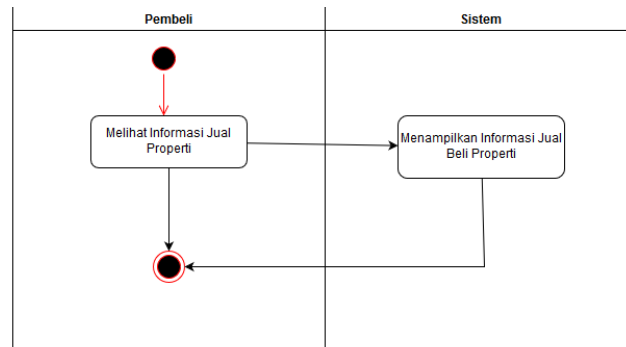 Pembeli
Sistem
Melihat Informasi Jual
Properti
Menampilkan Informasi Jual
Beli Properti